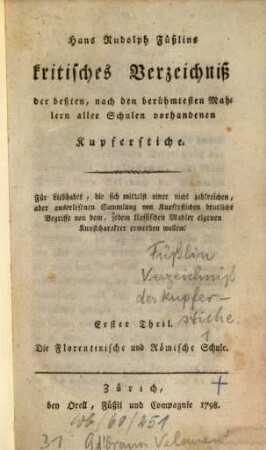 Hans Rudolph Füßlins
kritisches Verzeichniß
der besten, nach den berühmtesten Mah-
lern aller Schulen vorhandenen
Kupferstiche.
Für Liebhaber, die sich mittelst einer nicht zahlreichen,
aber auserlesenen Sammlung von Kupferstichen deutliche
Begriffe von dem, jedem klassischen Mahler eigenen
Kunstcharakter erwerben wollen.
Füßlin
Verzeichniß
des Kupfer-
stiche.
1
Erster Theil.
Die Florentinische und Römische Schule.
Zürich,
bey Orell, Füßli und Compagnie 1798.